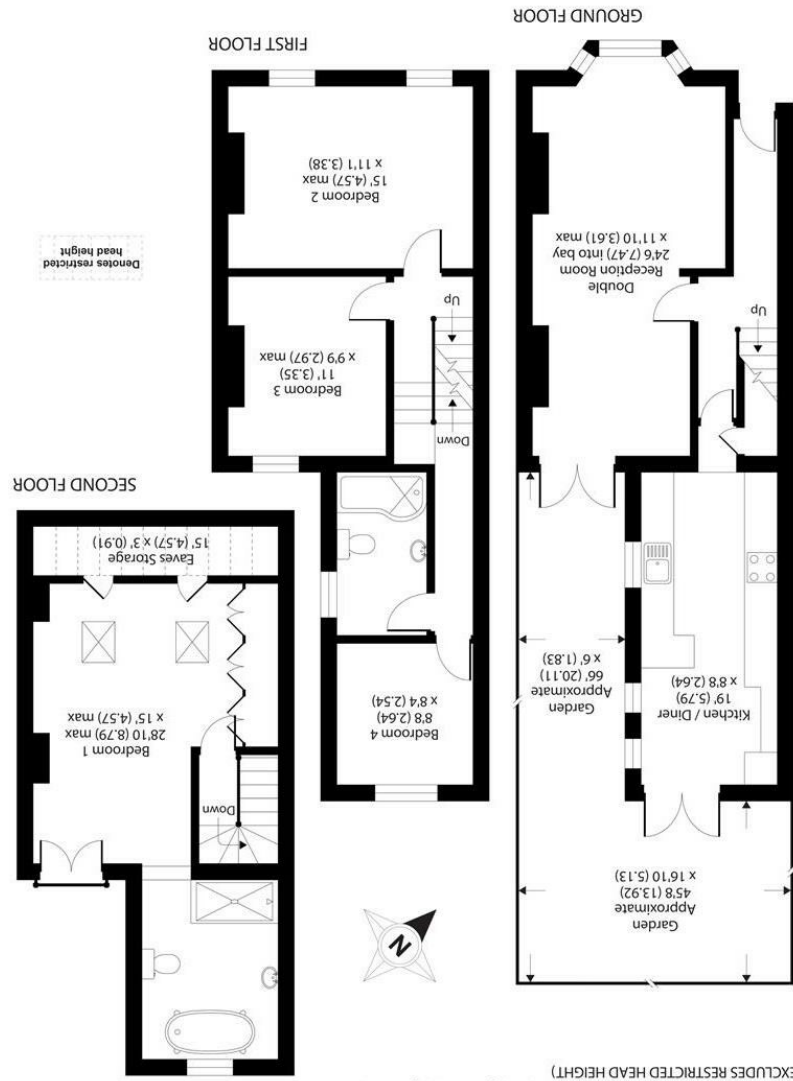 EXCLUDES RESTRICTED HEAD HEIGHT)
Garden
Approximate
45'8 (13.92)
x 16'10 (5.13)
Kitchen / Diner
19' (5.79)
x 8'8 (2.64)
Garden
Approximate
66' (20.11)
x 6' (1.83)
Up
Double
Reception Room
24'6 (7.47) into bay
x 11'10 (3.61) max
GROUND FLOOR
N
Bedroom 4
8'8 (2.64)
x 8'4 (2.54)
Down
Up
Bedroom 3
11' (3.35)
x 9'9 (2.97) max
Bedroom 2
15' (4.57) max
x 11'1 (3.38)
FIRST FLOOR
Down
Bedroom 1
28'10 (8.79) max
x 15' (4.57) max
Eaves Storage
15' (4.57) x 3' (0.91)
SECOND FLOOR
Denotes restricted
head height